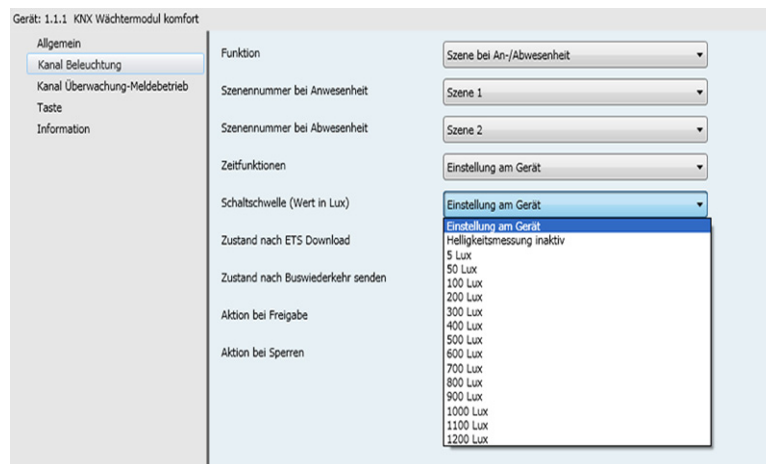 Gerät: 1.1.1 KNX Wächtermodul komfort
Allgemein
Kanal Beleuchtung
Kanal Überwachung-Meldebetrieb
Taste
Information
Funktion
Szene bei An-/Abwesenheit
Szenennummer bei Anwesenheit
Szene 1
Szenennummer bei Abwesenheit
Szene 2
Zeitfunktionen
Einstellung am Gerät
Schaltschwelle (Wert in Lux)
Einstellung am Gerät
Zustand nach ETS Download
Zustand nach Buswiederkehr senden
Aktion bei Freigabe
Aktion bei Sperren
Einstellung am Gerät
Helligkeitsmessung inaktiv
5 Lux
50 Lux
100 Lux
200 Lux
300 Lux
400 Lux
500 Lux
600 Lux
700 Lux
800 Lux
900 Lux
1000 Lux
1100 Lux
1200 Lux